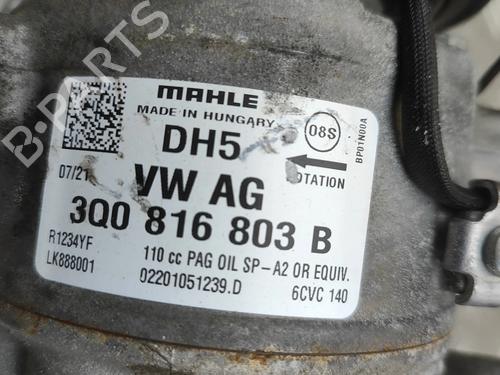 MAHLE
MADE IN HUNGARY
08S
BP01N00A
DH5
07/21
VW AG
3Q0 816 803 B
R1234YF
110 cc PAG OIL SP-A2 OR EQUIV.
LK888001
02201051239.D
6CVC 140
B-PARTS